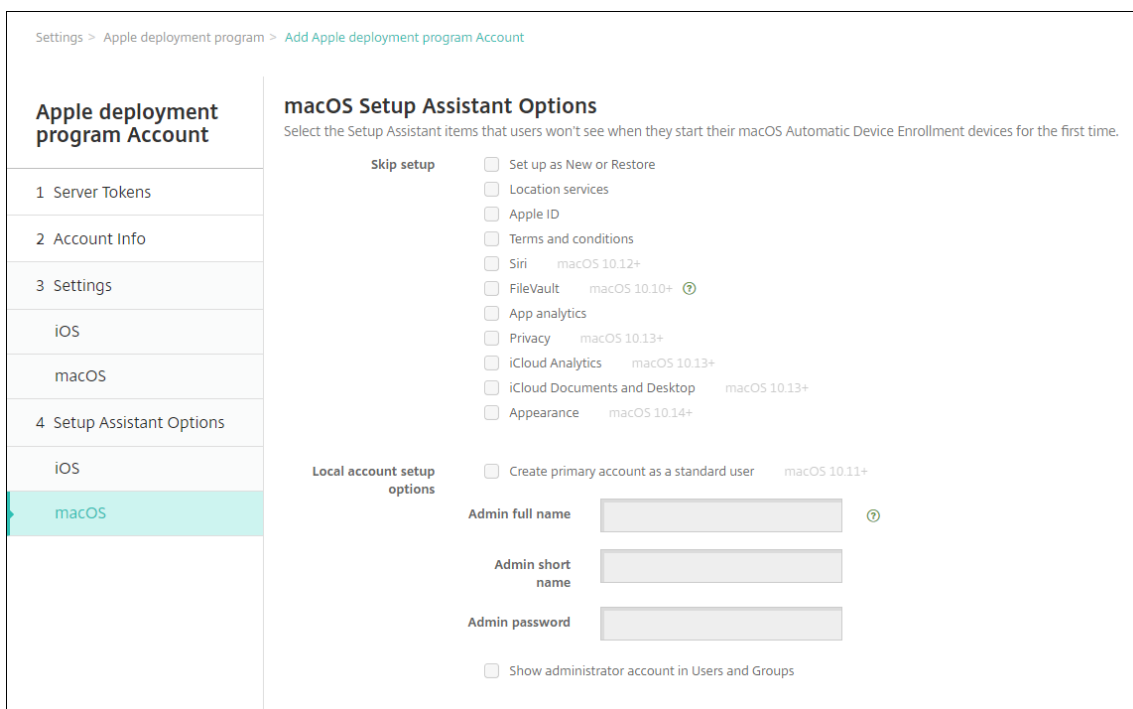 Settings > Apple deployment program > Add Apple deployment program Account
Apple deployment
program Account
1 Server Tokens
2 Account Info
3 Settings
iOS
macOS
4 Setup Assistant Options
iOS
macOS
macOS Setup Assistant Options
Select the Setup Assistant items that users won't see when they start their macOS Automatic Device Enrollment devices for the first time.
Skip setup
Set up as New or Restore
Location services
Apple ID
Terms and conditions
Siri macOS 10.12+
FileVault macOS 10.10+ ?
App analytics
Privacy macOS 10.13+
iCloud Analytics macOS 10.13+
iCloud Documents and Desktop macOS 10.13+
Appearance macOS 10.14+
Local account setup
options
Create primary account as a standard user macOS 10.11+
Admin full name ?
Admin short
name
Admin password
Show administrator account in Users and Groups